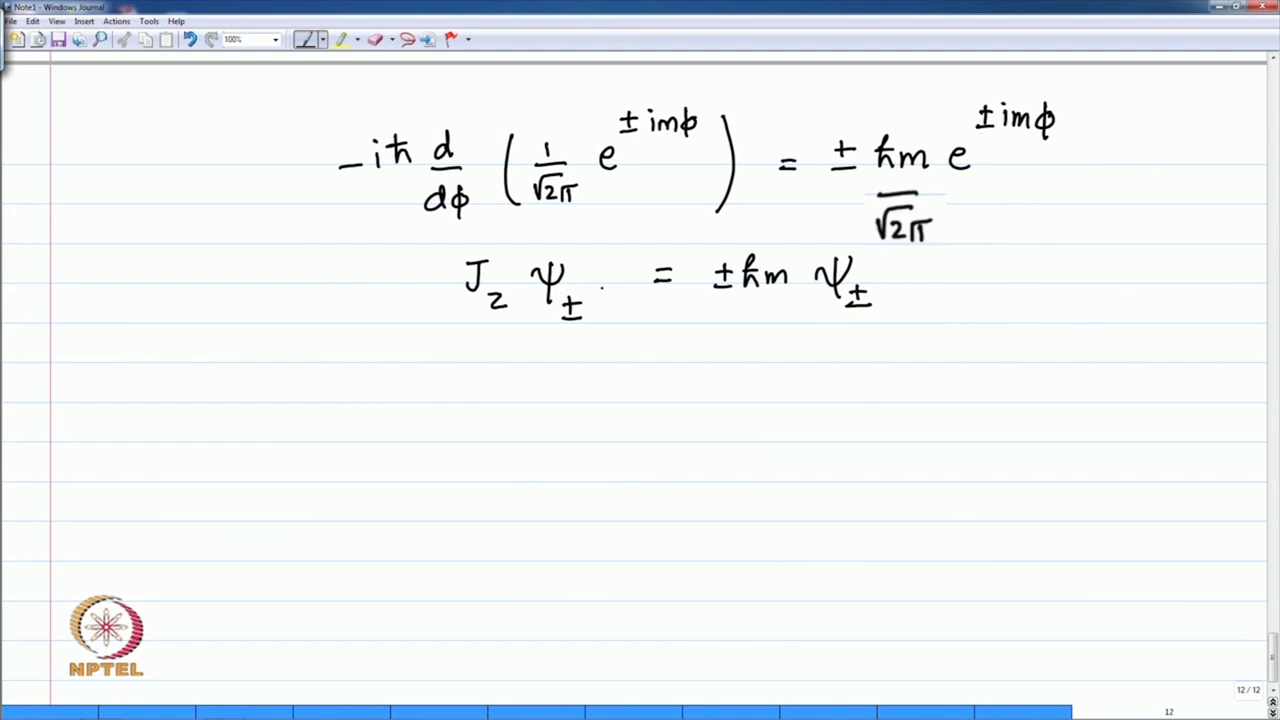 Note1 - Windows Journal
File Edit View Insert Actions Tools Help
100%
-iħ d/dϕ ( 1/√2π e^{±imϕ} ) = ± ħm/√2π e^{±imϕ}
J_z ψ_± . = ±ħm ψ_±
NPTEL
12 / 12
12